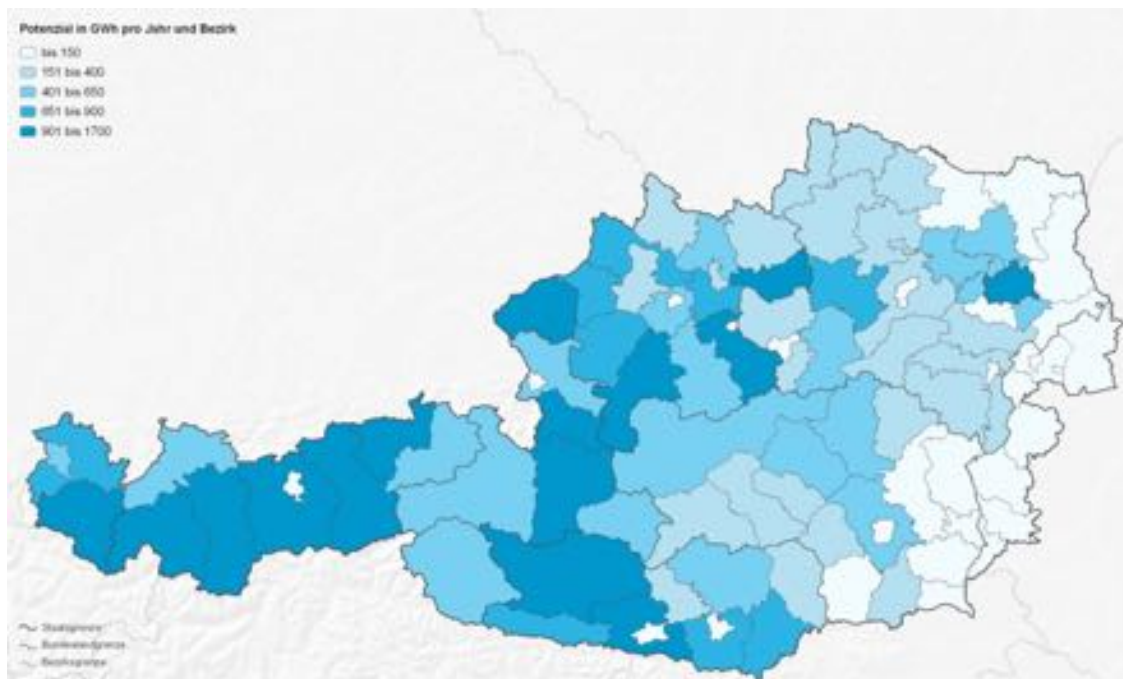 Potenzial in GWh pro Jahr und Bezirk
bis 150
151 bis 400
401 bis 650
651 bis 900
901 bis 1700
Staatsgrenze
Bundeslandgrenze
Bezirksgrenze